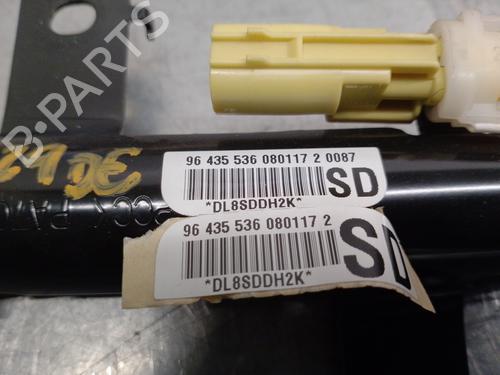 B-PARTS
96 435 536 080117 2 0087
SD
*DL8SDDH2K*
96 435 536 080117 2
SD
*DL8SDDH2K*